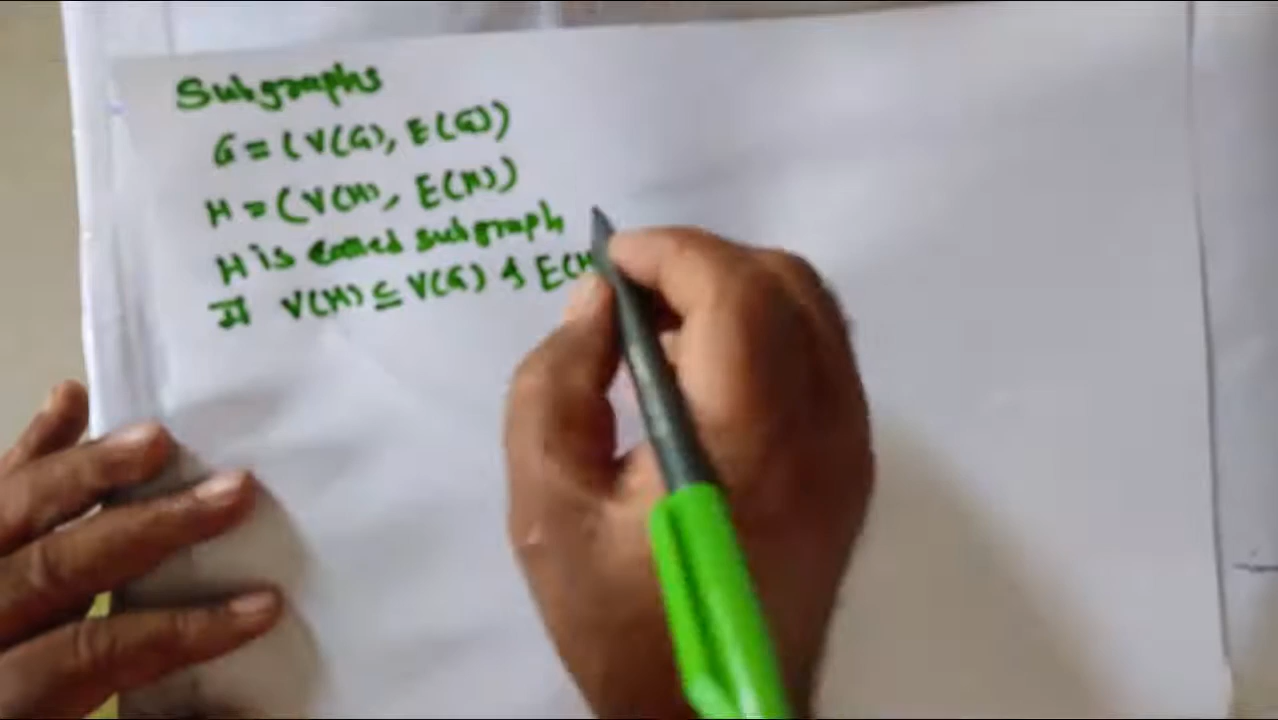 Subgraphs
G = (V(G), E(G))
H = (V(H), E(H))
H is called subgraph
If V(H) ⊆ V(G) & E(H